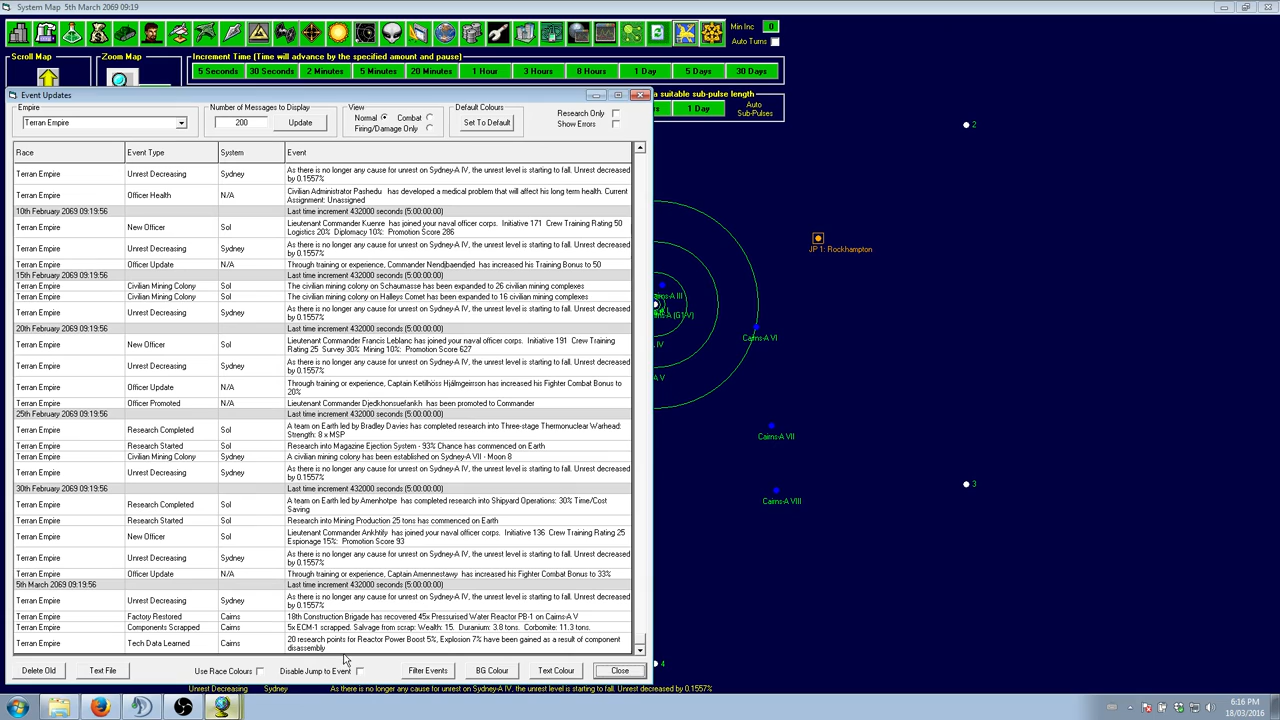 System Map  5th March 2069 09:19
Min Inc 0
Auto Turns
Scroll Map
Zoom Map
Increment Time (Time will advance by the specified amount and pause)
5 Seconds 30 Seconds 2 Minutes 5 Minutes 20 Minutes 1 Hour 3 Hours 8 Hours 1 Day 5 Days 30 Days
a suitable sub-pulse length
1 Day
Auto
Sub-Pulses
Event Updates
Empire
Terran Empire
Number of Messages to Display
200 Update
View
Normal Combat
Firing/Damage Only
Default Colours
Set To Default
Research Only
Show Errors
Race Event Type System Event
Terran Empire Unrest Decreasing Sydney As there is no longer any cause for unrest on Sydney-A IV, the unrest level is starting to fall. Unrest decreased
by 0.1557%
Terran Empire Officer Health N/A Civilian Administrator Pashedu  has developed a medical problem that will affect his long term health. Current
Assignment: Unassigned
10th February 2069 09:19:56 Last time increment 432000 seconds (5:00:00:00)
Terran Empire New Officer Sol Lieutenant Commander Kuenre  has joined your naval officer corps.  Initiative 171  Crew Training Rating 50
Logistics 20%  Diplomacy 10%:  Promotion Score 286
Terran Empire Unrest Decreasing Sydney As there is no longer any cause for unrest on Sydney-A IV, the unrest level is starting to fall. Unrest decreased
by 0.1557%
Terran Empire Officer Update N/A Through training or experience, Commander Nendjbaendjed  has increased his Training Bonus to 50
15th February 2069 09:19:56 Last time increment 432000 seconds (5:00:00:00)
Terran Empire Civilian Mining Colony Sol The civilian mining colony on Schaumasse has been expanded to 26 civilian mining complexes
Terran Empire Civilian Mining Colony Sol The civilian mining colony on Halleys Comet has been expanded to 16 civilian mining complexes
Terran Empire Unrest Decreasing Sydney As there is no longer any cause for unrest on Sydney-A IV, the unrest level is starting to fall. Unrest decreased
by 0.1557%
20th February 2069 09:19:56 Last time increment 432000 seconds (5:00:00:00)
Terran Empire New Officer Sol Lieutenant Commander Francis Leblanc has joined your naval officer corps.  Initiative 191  Crew Training
Rating 25  Survey 30%  Mining 10%:  Promotion Score 627
Terran Empire Unrest Decreasing Sydney As there is no longer any cause for unrest on Sydney-A IV, the unrest level is starting to fall. Unrest decreased
by 0.1557%
Terran Empire Officer Update N/A Through training or experience, Captain Ketilhöss Hjálmgeirrson has increased his Fighter Combat Bonus to
20%
Terran Empire Officer Promoted N/A Lieutenant Commander Djedkhonsuefankh  has been promoted to Commander
25th February 2069 09:19:56 Last time increment 432000 seconds (5:00:00:00)
Terran Empire Research Completed Sol A team on Earth led by Bradley Davies has completed research into Three-stage Thermonuclear Warhead:
Strength: 8 x MSP
Terran Empire Research Started Sol Research into Magazine Ejection System - 93% Chance has commenced on Earth
Terran Empire Civilian Mining Colony Sydney A civilian mining colony has been established on Sydney-A VII - Moon 8
Terran Empire Unrest Decreasing Sydney As there is no longer any cause for unrest on Sydney-A IV, the unrest level is starting to fall. Unrest decreased
by 0.1557%
30th February 2069 09:19:56 Last time increment 432000 seconds (5:00:00:00)
Terran Empire Research Completed Sol A team on Earth led by Amenhotpe  has completed research into Shipyard Operations: 30% Time/Cost
Saving
Terran Empire Research Started Sol Research into Mining Production 25 tons has commenced on Earth
Terran Empire New Officer Sol Lieutenant Commander Ankhtify  has joined your naval officer corps.  Initiative 136  Crew Training Rating 25
Espionage 15%:  Promotion Score 93
Terran Empire Unrest Decreasing Sydney As there is no longer any cause for unrest on Sydney-A IV, the unrest level is starting to fall. Unrest decreased
by 0.1557%
Terran Empire Officer Update N/A Through training or experience, Captain Amennestawy  has increased his Fighter Combat Bonus to 33%
5th March 2069 09:19:56 Last time increment 432000 seconds (5:00:00:00)
Terran Empire Unrest Decreasing Sydney As there is no longer any cause for unrest on Sydney-A IV, the unrest level is starting to fall. Unrest decreased
by 0.1557%
Terran Empire Factory Restored Cairns 18th Construction Brigade has recovered 45x Pressurised Water Reactor PB-1 on Cairns-A V
Terran Empire Components Scrapped Cairns 5x ECM-1 scrapped. Salvage from scrap: Wealth: 15.  Duranium: 3.8 tons.  Corbomite: 11.3 tons.
Terran Empire Tech Data Learned Cairns 20 research points for Reactor Power Boost 5%, Explosion 7% have been gained as a result of component
disassembly
Delete Old Text File Use Race Colours Disable Jump to Event Filter Events BG Colour Text Colour Close
Unrest Decreasing Sydney As there is no longer any cause for unrest on Sydney-A IV, the unrest level is starting to fall. Unrest decreased by 0.1557%
2
JP 1: Rockhampton
Cairns-A VI
Cairns-A VII
3
Cairns-A VIII
4
6:16 PM
18/03/2016